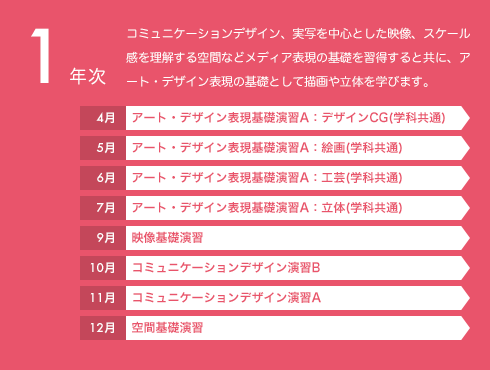 1年次
コミュニケーションデザイン、実写を中心とした映像、スケール
感を理解する空間などメディア表現の基礎を習得すると共に、ア
ート・デザイン表現の基礎として描画や立体を学びます。
4月 アート・デザイン表現基礎演習A：デザインCG(学科共通)
5月 アート・デザイン表現基礎演習A：絵画(学科共通)
6月 アート・デザイン表現基礎演習A：工芸(学科共通)
7月 アート・デザイン表現基礎演習A：立体(学科共通)
9月 映像基礎演習
10月 コミュニケーションデザイン演習B
11月 コミュニケーションデザイン演習A
12月 空間基礎演習